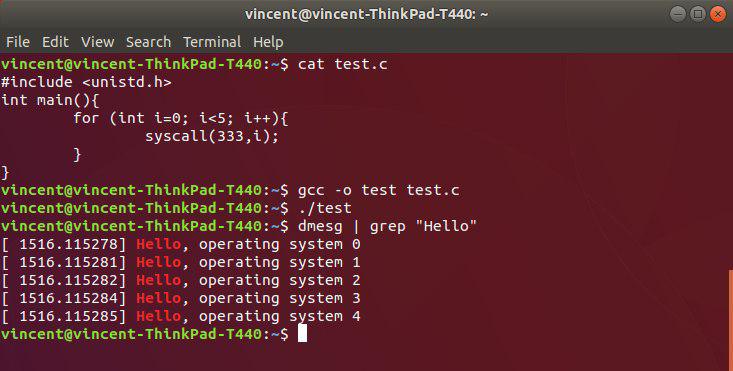 vincent@vincent-ThinkPad-T440: ~
File Edit View Search Terminal Help
vincent@vincent-ThinkPad-T440:~$ cat test.c
#include <unistd.h>
int main(){
        for (int i=0; i<5; i++){
                syscall(333,i);
        }
}
vincent@vincent-ThinkPad-T440:~$ gcc -o test test.c
vincent@vincent-ThinkPad-T440:~$ ./test
vincent@vincent-ThinkPad-T440:~$ dmesg | grep "Hello"
[ 1516.115278] Hello, operating system 0
[ 1516.115281] Hello, operating system 1
[ 1516.115282] Hello, operating system 2
[ 1516.115284] Hello, operating system 3
[ 1516.115285] Hello, operating system 4
vincent@vincent-ThinkPad-T440:~$